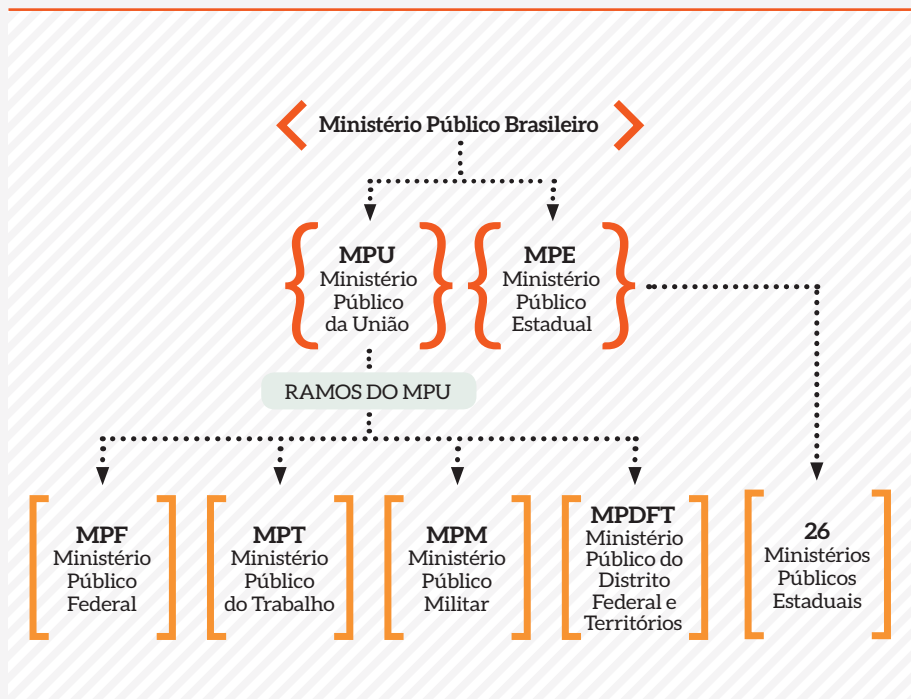 Ministério Público Brasileiro
MPU
Ministério
Público
da União
MPE
Ministério
Público
Estadual
RAMOS DO MPU
MPF
Ministério
Público
Federal
MPT
Ministério
Público
do Trabalho
MPM
Ministério
Público
Militar
MPDFT
Ministério
Público do
Distrito
Federal e
Territórios
26
Ministérios
Públicos
Estaduais